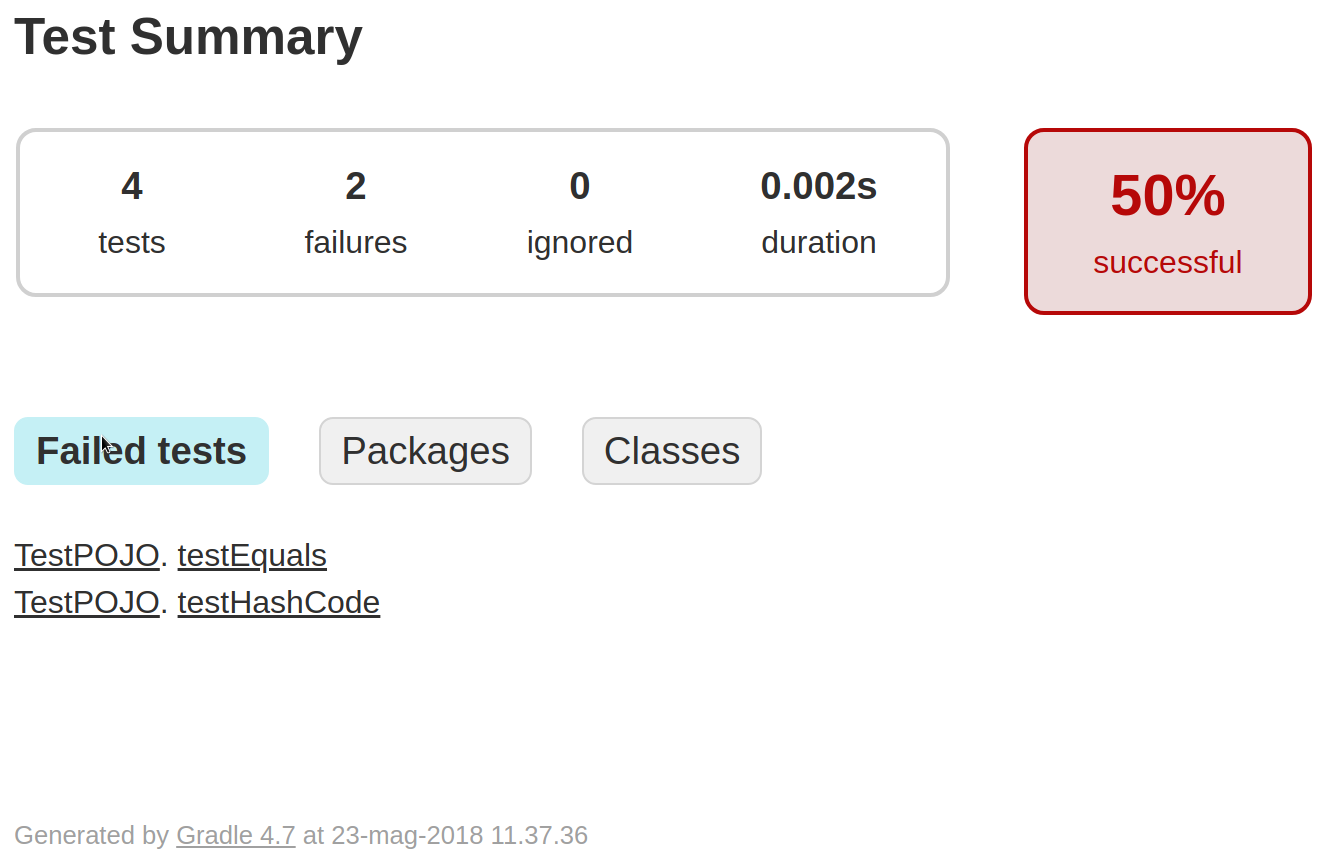 Test Summary
4 2 0 0.002s
tests failures ignored duration
50%
successful
Failed tests Packages Classes
TestPOJO. testEquals
TestPOJO. testHashCode
Generated by Gradle 4.7 at 23-mag-2018 11.37.36